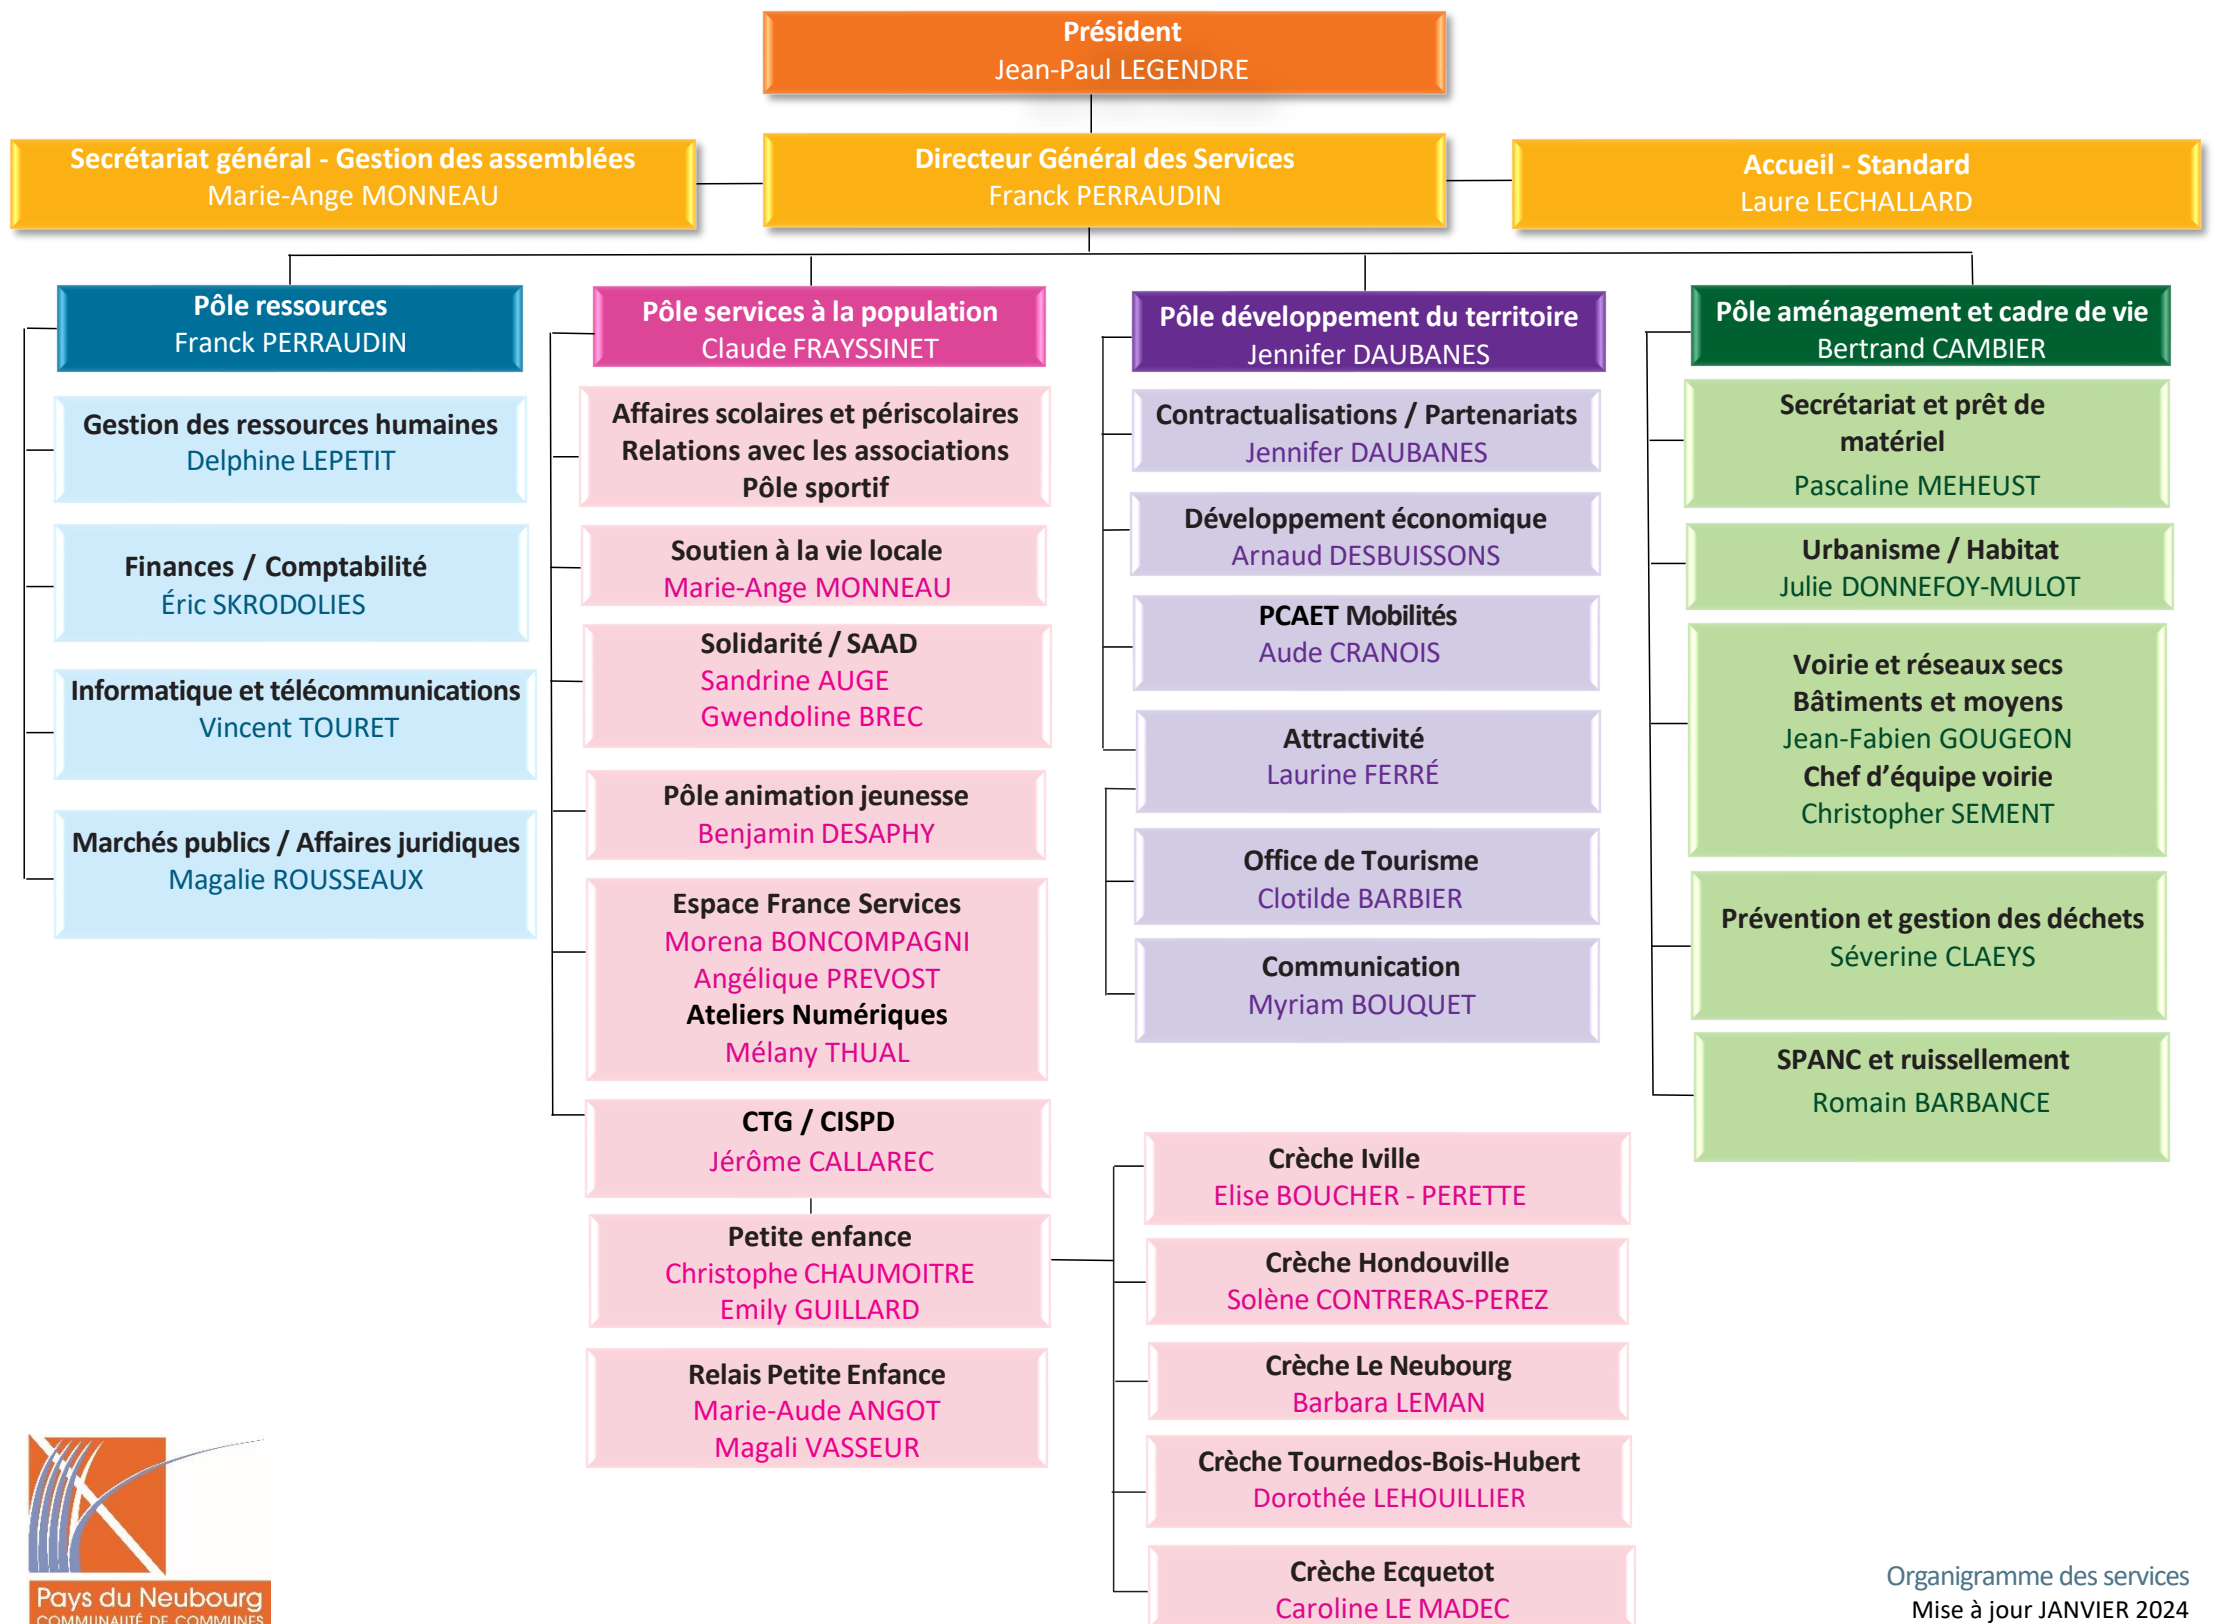 Président
Jean-Paul LEGENDRE
Secrétariat général - Gestion des assemblées
Marie-Ange MONNEAU
Directeur Général des Services
Franck PERRAUDIN
Accueil - Standard
Laure LECHALLARD
Pôle ressources
Franck PERRAUDIN
Gestion des ressources humaines
Delphine LEPETIT
Finances / Comptabilité
Éric SKRODOLIES
Informatique et télécommunications
Vincent TOURET
Marchés publics / Affaires juridiques
Magalie ROUSSEAUX
Pôle services à la population
Claude FRAYSSINET
Affaires scolaires et périscolaires
Relations avec les associations
Pôle sportif
Soutien à la vie locale
Marie-Ange MONNEAU
Solidarité / SAAD
Sandrine AUGE
Gwendoline BREC
Pôle animation jeunesse
Benjamin DESAPHY
Espace France Services
Morena BONCOMPAGNI
Angélique PREVOST
Ateliers Numériques
Mélany THUAL
CTG / CISPD
Jérôme CALLAREC
Petite enfance
Christophe CHAUMOITRE
Emily GUILLARD
Relais Petite Enfance
Marie-Aude ANGOT
Magali VASSEUR
Crèche Iville
Elise BOUCHER - PERETTE
Crèche Hondouville
Solène CONTRERAS-PEREZ
Crèche Le Neubourg
Barbara LEMAN
Crèche Tournedos-Bois-Hubert
Dorothée LEHOUILLIER
Crèche Ecquetot
Caroline LE MADEC
Pôle développement du territoire
Jennifer DAUBANES
Contractualisations / Partenariats
Jennifer DAUBANES
Développement économique
Arnaud DESBUISSONS
PCAET Mobilités
Aude CRANOIS
Attractivité
Laurine FERRÉ
Office de Tourisme
Clotilde BARBIER
Communication
Myriam BOUQUET
Pôle aménagement et cadre de vie
Bertrand CAMBIER
Secrétariat et prêt de
matériel
Pascaline MEHEUST
Urbanisme / Habitat
Julie DONNEFOY-MULOT
Voirie et réseaux secs
Bâtiments et moyens
Jean-Fabien GOUGEON
Chef d’équipe voirie
Christopher SEMENT
Prévention et gestion des déchets
Séverine CLAEYS
SPANC et ruissellement
Romain BARBANCE
Pays du Neubourg
COMMUNAUTÉ DE COMMUNES
Organigramme des services
Mise à jour JANVIER 2024